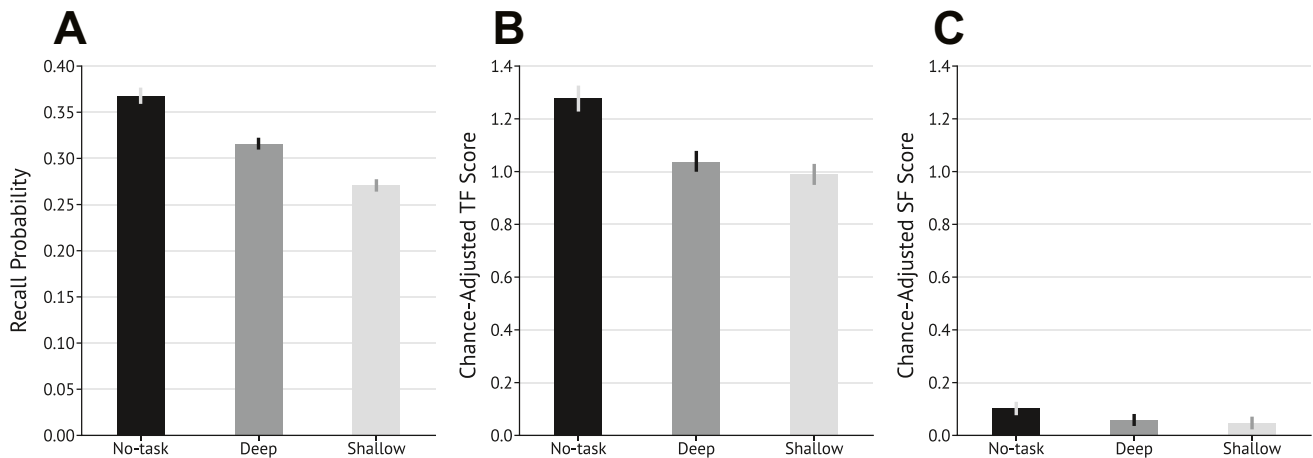 A
Recall Probability
0.40
0.35
0.30
0.25
0.20
0.15
0.10
0.05
0.00
No-task
Deep
Shallow
B
Chance-Adjusted TF Score
1.4
1.2
1.0
0.8
0.6
0.4
0.2
0.0
No-task
Deep
Shallow
C
Chance-Adjusted SF Score
1.4
1.2
1.0
0.8
0.6
0.4
0.2
0.0
No-task
Deep
Shallow